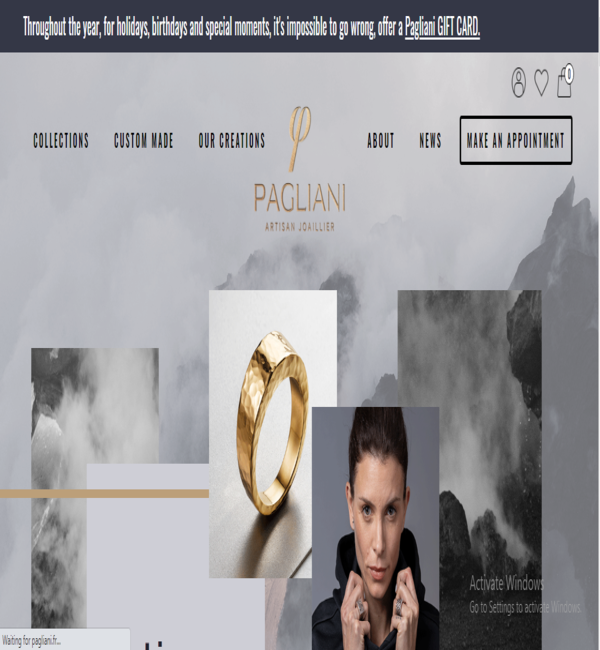 Throughout the year, for holidays, birthdays and special moments, it's impossible to go wrong, offer a Pagliani GIFT CARD.
0
COLLECTIONS CUSTOM MADE OUR CREATIONS ABOUT NEWS MAKE AN APPOINTMENT
PAGLIANI
ARTISAN JOAILLIER
Activate Windows
Go to Settings to activate Windows.
Waiting for pagliani.fr...